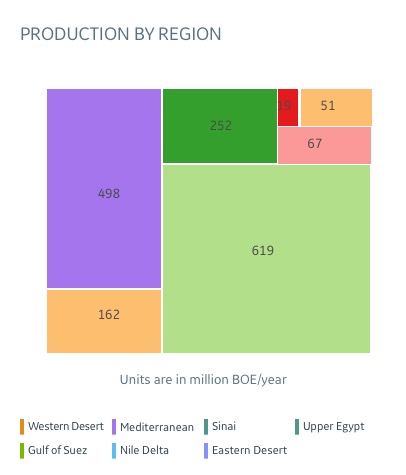 PRODUCTION BY REGION
19
51
252
67
498
619
162
Units are in million BOE/year
Western Desert Mediterranean Sinai Upper Egypt
Gulf of Suez Nile Delta Eastern Desert